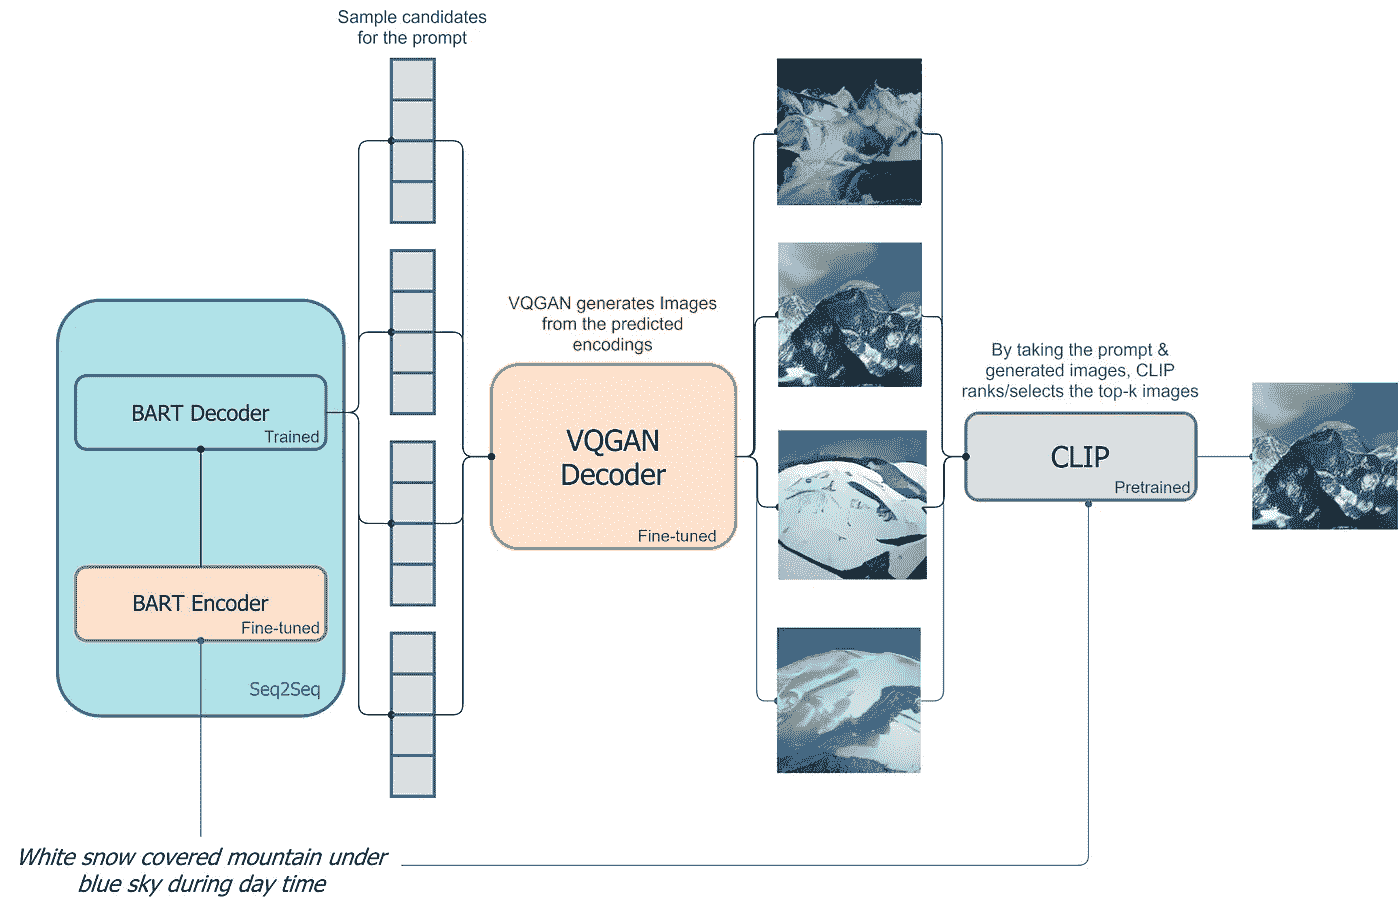 Sample candidates
for the prompt
VQGAN generates Images
from the predicted
encodings
By taking the prompt &
generated images, CLIP
ranks/selects the top-k images
BART Decoder
Trained
VQGAN
Decoder
Fine-tuned
CLIP
Pretrained
BART Encoder
Fine-tuned
Seq2Seq
White snow covered mountain under
blue sky during day time